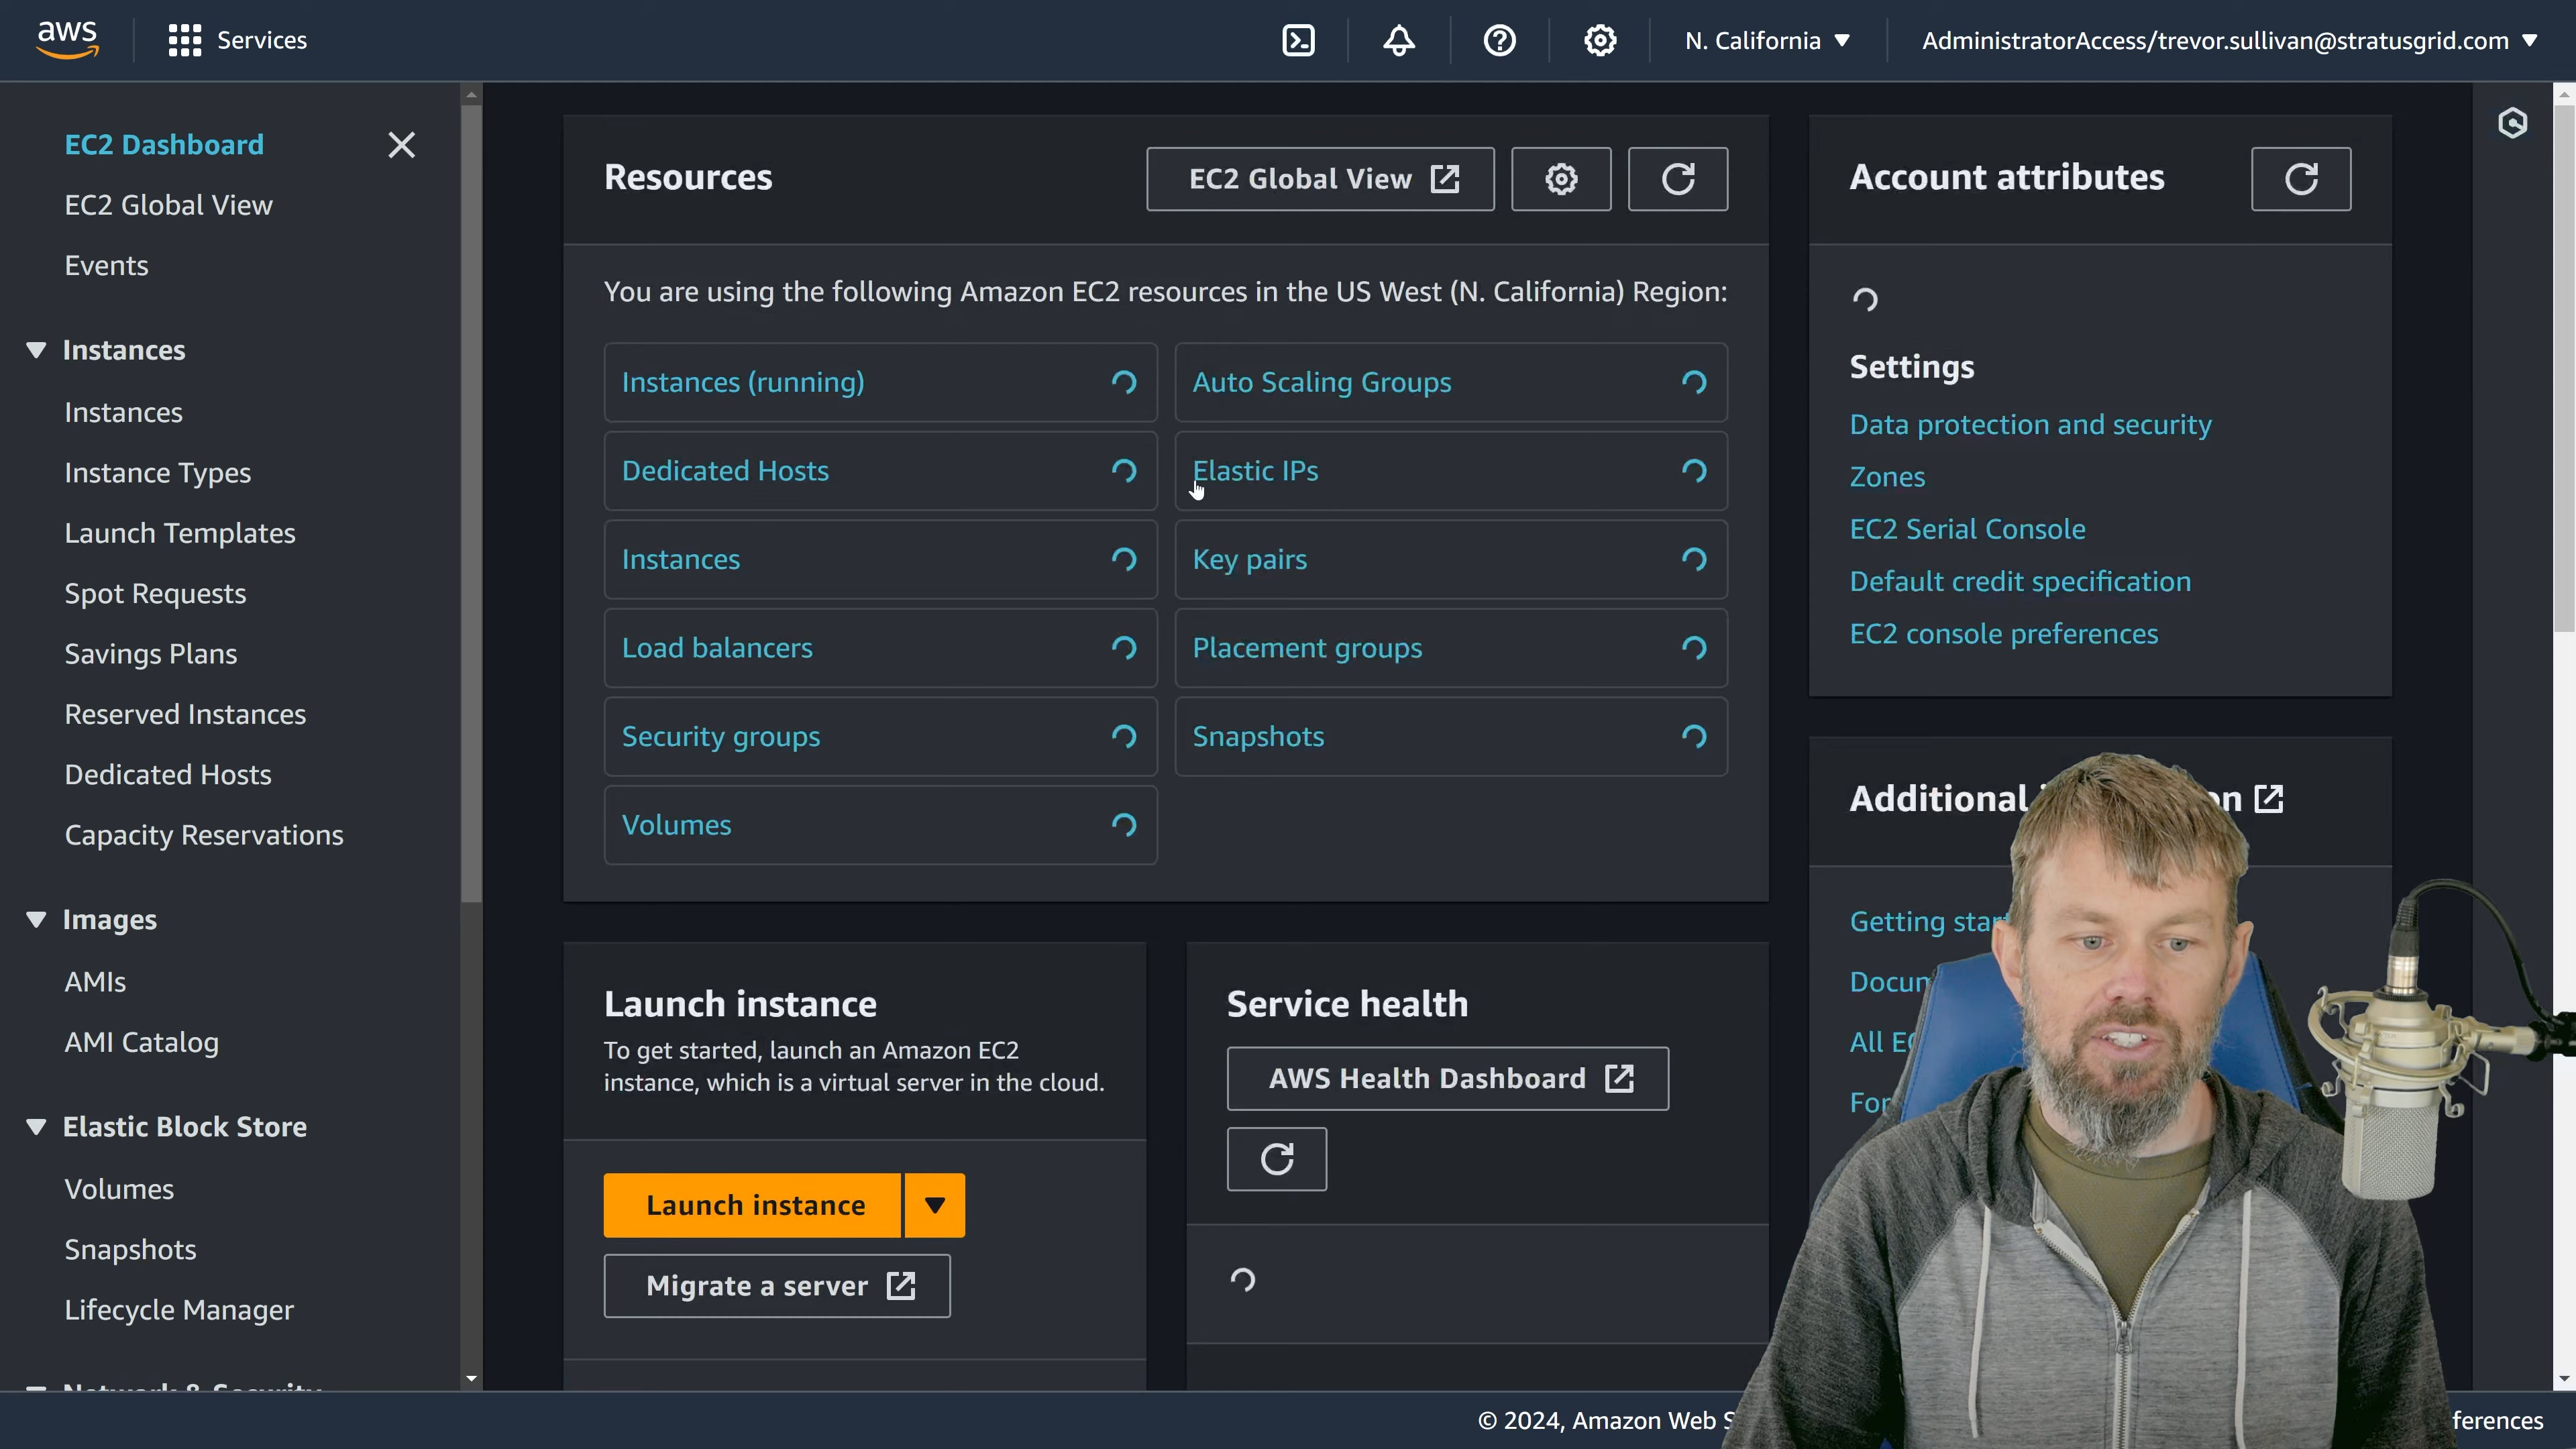 aws
Services
N. California
AdministratorAccess/trevor.sullivan@stratusgrid.com
EC2 Dashboard
EC2 Global View
Events
Instances
Instances
Instance Types
Launch Templates
Spot Requests
Savings Plans
Reserved Instances
Dedicated Hosts
Capacity Reservations
Images
AMIs
AMI Catalog
Elastic Block Store
Volumes
Snapshots
Lifecycle Manager
Network & Security
Resources
EC2 Global View
You are using the following Amazon EC2 resources in the US West (N. California) Region:
Instances (running)
Auto Scaling Groups
Dedicated Hosts
Elastic IPs
Instances
Key pairs
Load balancers
Placement groups
Security groups
Snapshots
Volumes
Launch instance
To get started, launch an Amazon EC2
instance, which is a virtual server in the cloud.
Launch instance
Migrate a server
Service health
AWS Health Dashboard
Account attributes
Settings
Data protection and security
Zones
EC2 Serial Console
Default credit specification
EC2 console preferences
Additional
Getting
All
© 2024, Amazon Web